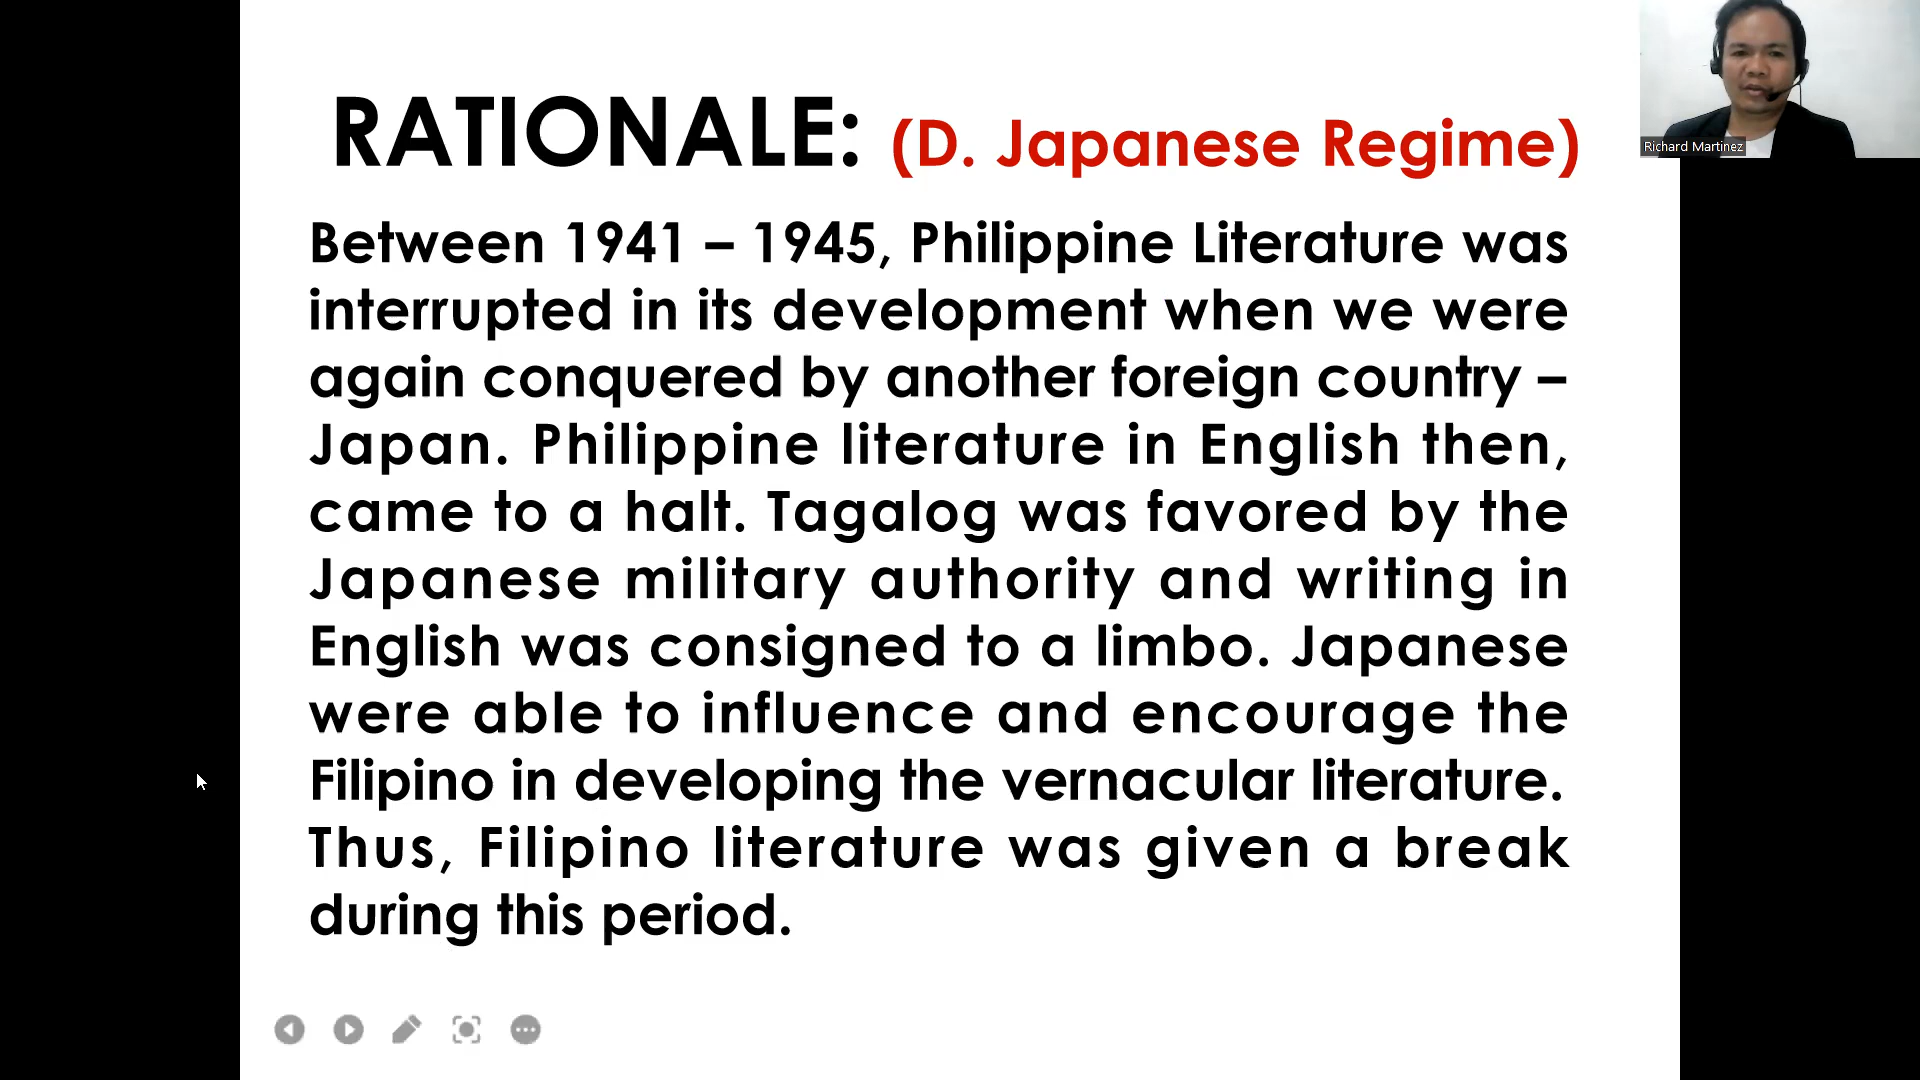 RATIONALE: (D. Japanese Regime)
Richard Martinez
Between 1941 – 1945, Philippine Literature was
interrupted in its development when we were
again conquered by another foreign country –
Japan. Philippine literature in English then,
came to a halt. Tagalog was favored by the
Japanese military authority and writing in
English was consigned to a limbo. Japanese
were able to influence and encourage the
Filipino in developing the vernacular literature.
Thus, Filipino literature was given a break
during this period.